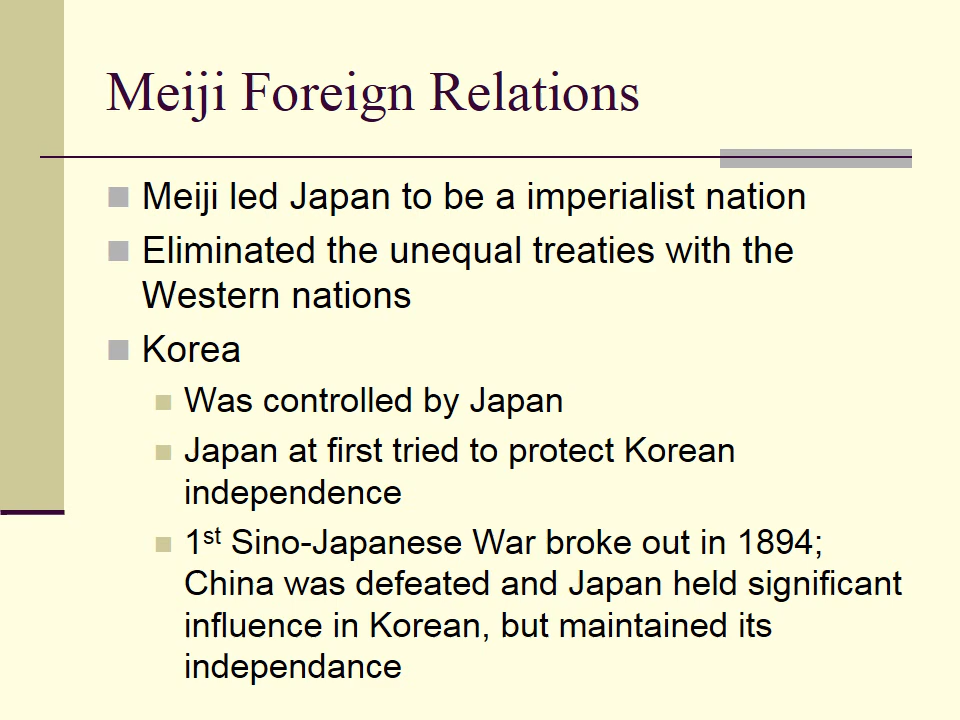 Meiji Foreign Relations
Meiji led Japan to be a imperialist nation
Eliminated the unequal treaties with the
Western nations
Korea
Was controlled by Japan
Japan at first tried to protect Korean
independence
1st Sino-Japanese War broke out in 1894;
China was defeated and Japan held significant
influence in Korean, but maintained its
independance